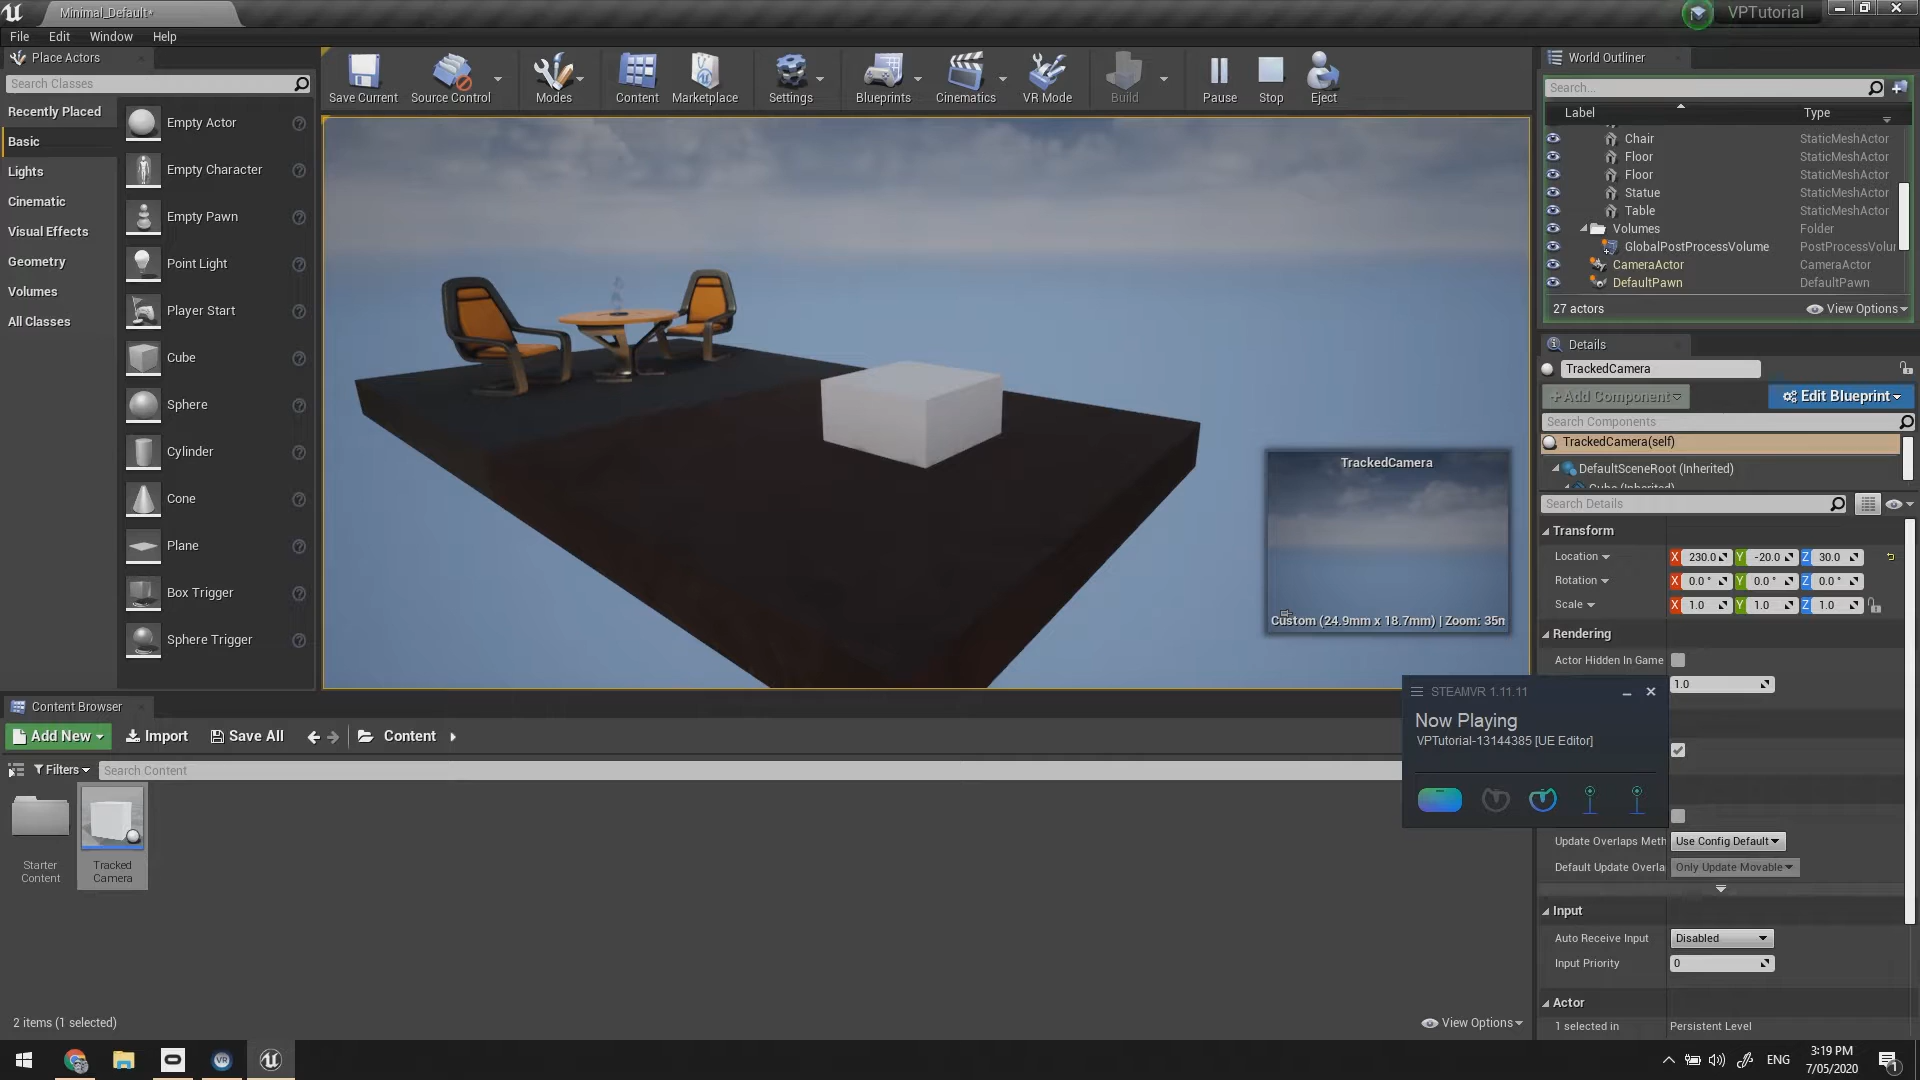 Minimal_Default*
VPTutorial
File Edit Window Help
Place Actors
Search Classes
Recently Placed
Basic
Lights
Cinematic
Visual Effects
Geometry
Volumes
All Classes
Empty Actor
Empty Character
Empty Pawn
Point Light
Player Start
Cube
Sphere
Cylinder
Cone
Plane
Box Trigger
Sphere Trigger
Save Current Source Control Modes Content Marketplace Settings Blueprints Cinematics VR Mode Build Pause Stop Eject
TrackedCamera
Custom (24.9mm x 18.7mm) | Zoom: 35m
World Outliner
Search...
Label Type
Chair StaticMeshActor
Floor StaticMeshActor
Floor StaticMeshActor
Statue StaticMeshActor
Table StaticMeshActor
Volumes Folder
GlobalPostProcessVolume PostProcessVolu
CameraActor CameraActor
DefaultPawn DefaultPawn
27 actors View Options
Details
TrackedCamera
+Add Component Edit Blueprint
Search Components
TrackedCamera(self)
DefaultSceneRoot (Inherited)
Cube (Inherited)
Search Details
Transform
Location X 230.0 Y -20.0 Z 30.0
Rotation X 0.0 ° Y 0.0 ° Z 0.0 °
Scale X 1.0 Y 1.0 Z 1.0
Rendering
Actor Hidden In Game
1.0
STEAMVR 1.11.11
Now Playing
VPTutorial-13144385 [UE Editor]
Update Overlaps Meth Use Config Default
Default Update Overla Only Update Movable
Input
Auto Receive Input Disabled
Input Priority 0
Actor
1 selected in Persistent Level
Content Browser
Add New Import Save All Content
Filters Search Content
Starter Content
Tracked Camera
2 items (1 selected) View Options
VR
ENG
3:19 PM
7/05/2020
1